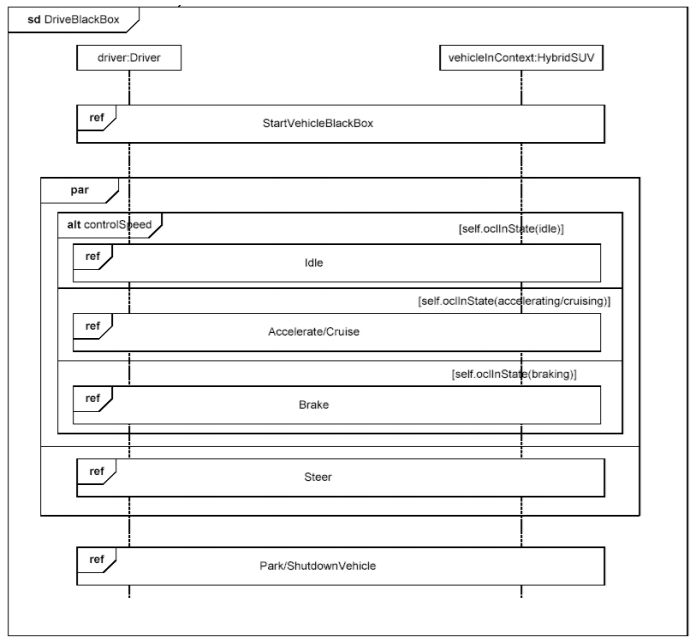 sd DriveBlackBox
driver:Driver
vehicleInContext:HybridSUV
ref
StartVehicleBlackBox
par
alt controlSpeed
[self.oclInState(idle)]
ref
Idle
[self.oclInState(accelerating/cruising)]
ref
Accelerate/Cruise
[self.oclInState(braking)]
ref
Brake
ref
Steer
ref
Park/ShutdownVehicle